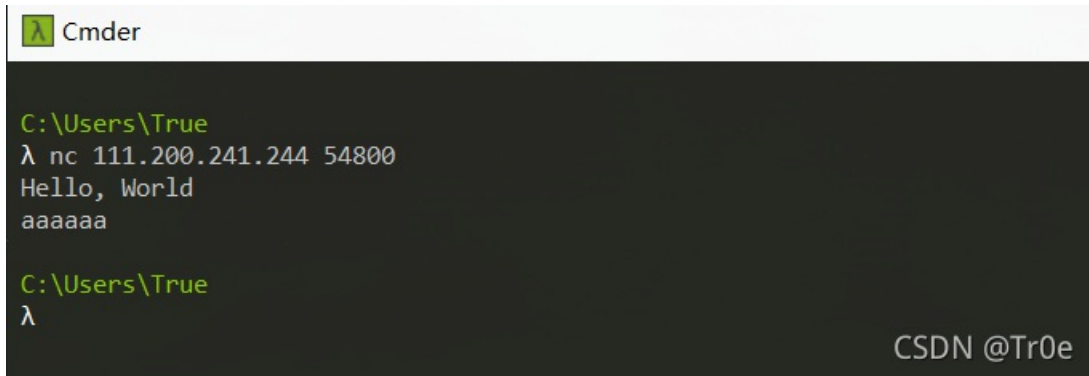 λ Cmder
C:\Users\True
λ nc 111.200.241.244 54800
Hello, World
aaaaaa
C:\Users\True
λ
CSDN @Tr0e